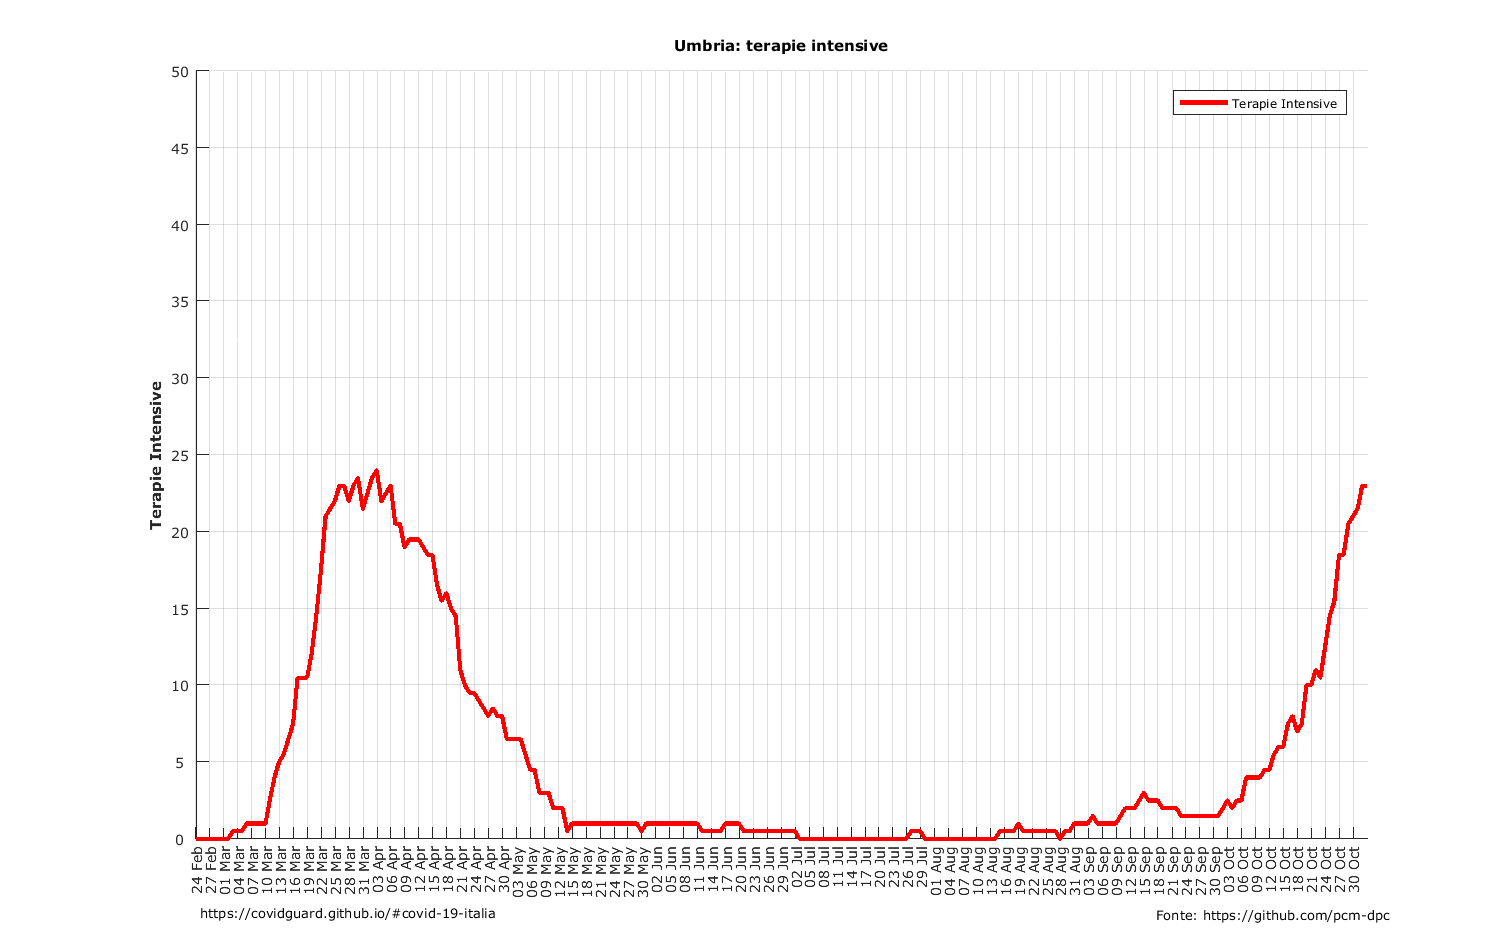 Umbria: terapie intensive
Terapie Intensive
50
45
40
35
30
25
20
15
10
5
0
Terapie Intensive
24 Feb
27 Feb
01 Mar
04 Mar
07 Mar
10 Mar
13 Mar
16 Mar
19 Mar
22 Mar
25 Mar
28 Mar
31 Mar
03 Apr
06 Apr
09 Apr
12 Apr
15 Apr
18 Apr
21 Apr
24 Apr
27 Apr
30 Apr
03 May
06 May
09 May
12 May
15 May
18 May
21 May
24 May
27 May
30 May
02 Jun
05 Jun
08 Jun
11 Jun
14 Jun
17 Jun
20 Jun
23 Jun
26 Jun
29 Jun
02 Jul
05 Jul
08 Jul
11 Jul
14 Jul
17 Jul
20 Jul
23 Jul
26 Jul
29 Jul
01 Aug
04 Aug
07 Aug
10 Aug
13 Aug
16 Aug
19 Aug
22 Aug
25 Aug
28 Aug
31 Aug
03 Sep
06 Sep
09 Sep
12 Sep
15 Sep
18 Sep
21 Sep
24 Sep
27 Sep
30 Sep
03 Oct
06 Oct
09 Oct
12 Oct
15 Oct
18 Oct
21 Oct
24 Oct
27 Oct
30 Oct
https://covidguard.github.io/#covid-19-italia
Fonte: https://github.com/pcm-dpc